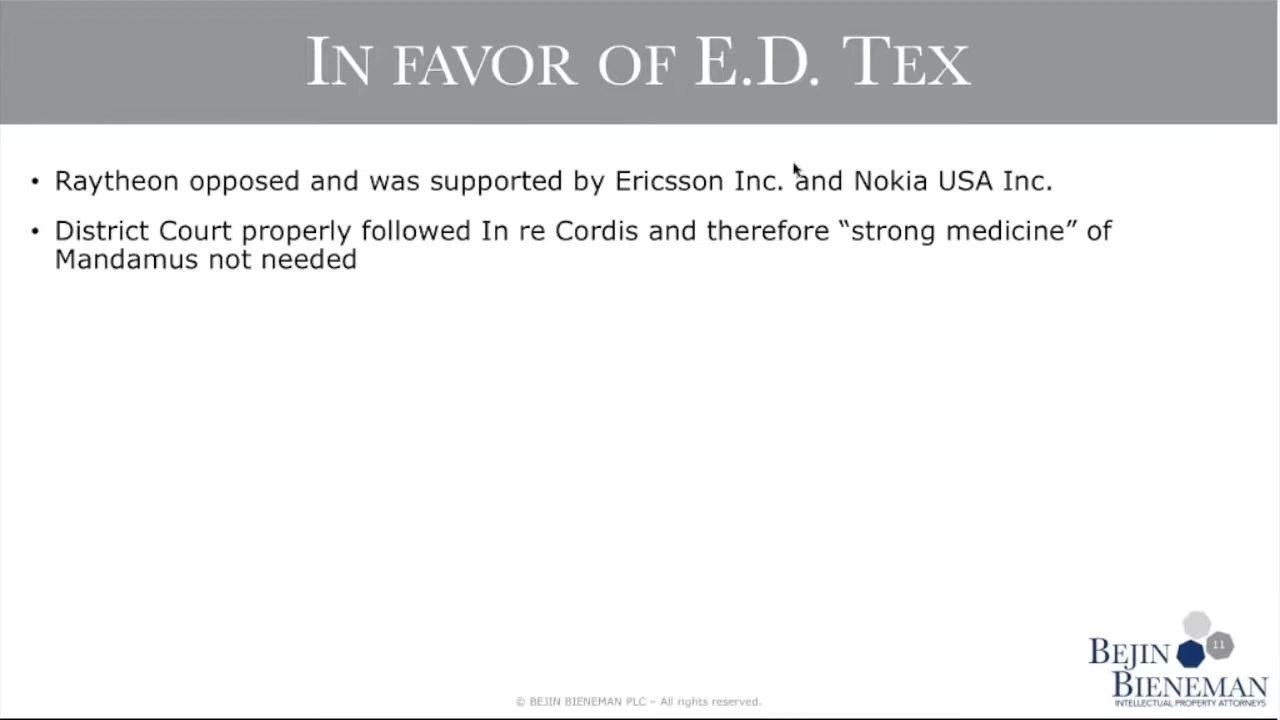 IN FAVOR OF E.D. TEX
• Raytheon opposed and was supported by Ericsson Inc. and Nokia USA Inc.
• District Court properly followed In re Cordis and therefore “strong medicine” of
Mandamus not needed
11
BEJIN
BIENEMAN
INTELLECTUAL PROPERTY ATTORNEYS
© BEJIN BIENEMAN PLC – All rights reserved.